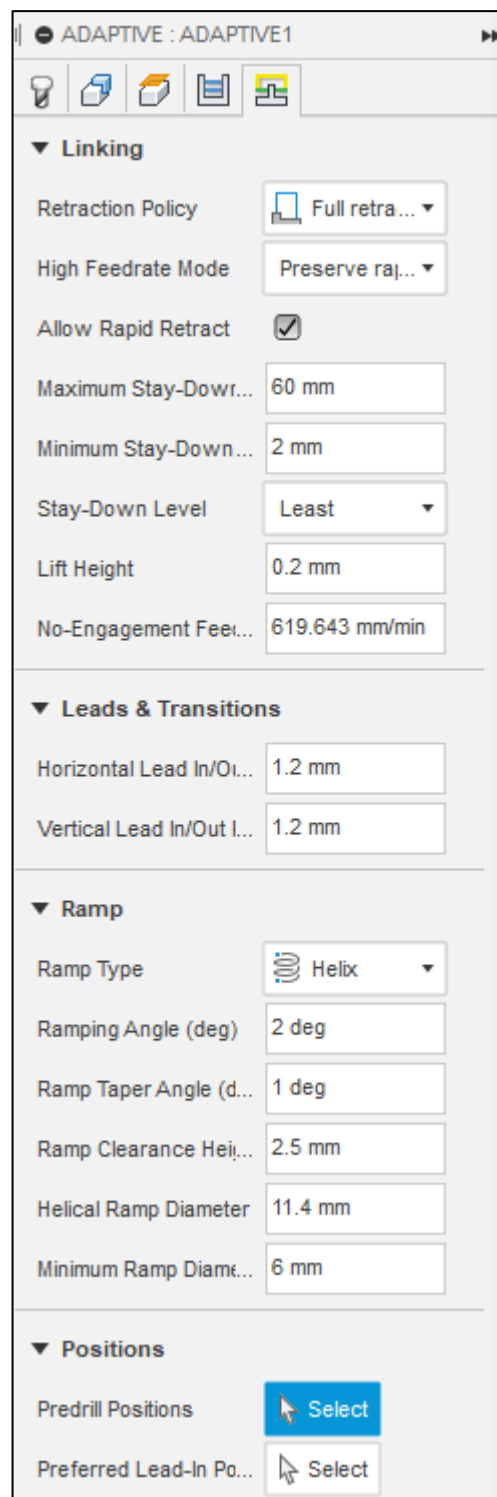 ADAPTIVE : ADAPTIVE1
Linking
Retraction Policy Full retra...
High Feedrate Mode Preserve rap...
Allow Rapid Retract
Maximum Stay-Down... 60 mm
Minimum Stay-Down... 2 mm
Stay-Down Level Least
Lift Height 0.2 mm
No-Engagement Feed... 619.643 mm/min
Leads & Transitions
Horizontal Lead In/Ou... 1.2 mm
Vertical Lead In/Out I... 1.2 mm
Ramp
Ramp Type Helix
Ramping Angle (deg) 2 deg
Ramp Taper Angle (d... 1 deg
Ramp Clearance Heig... 2.5 mm
Helical Ramp Diameter 11.4 mm
Minimum Ramp Diame... 6 mm
Positions
Predrill Positions Select
Preferred Lead-In Po... Select